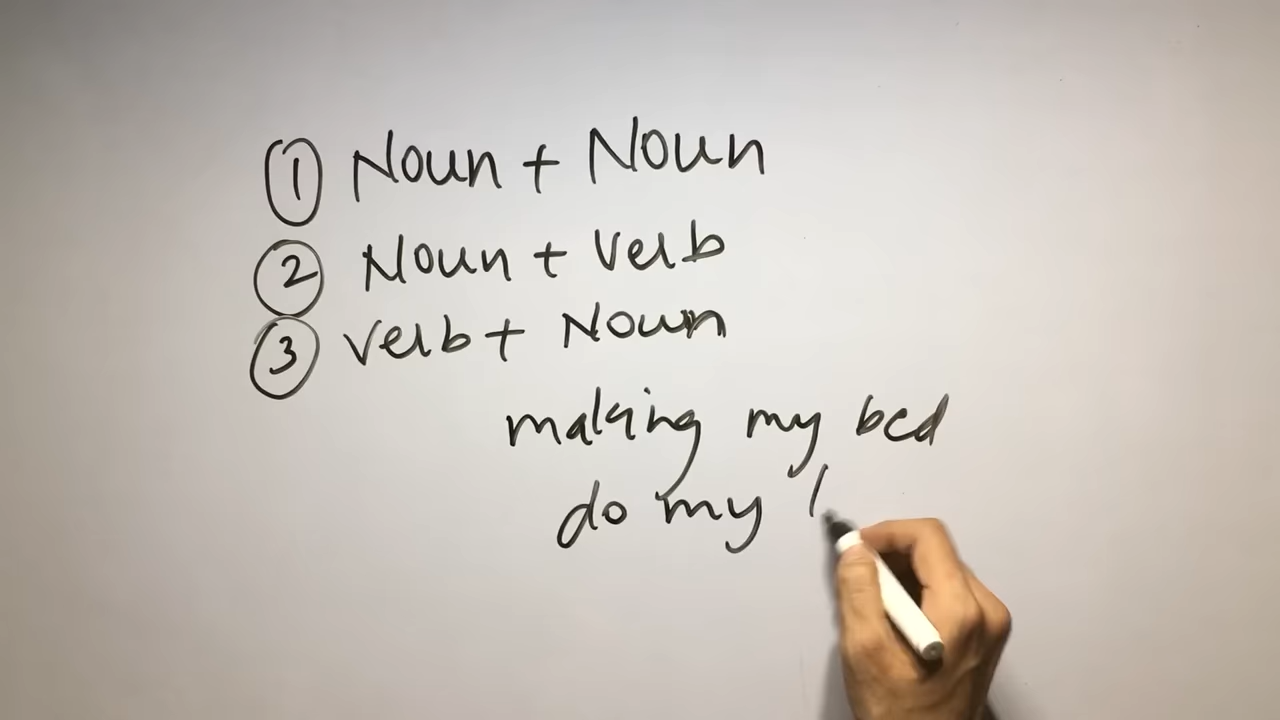 ① Noun + Noun
② Noun + Verb
③ Verb + Noun
making my bed
do my